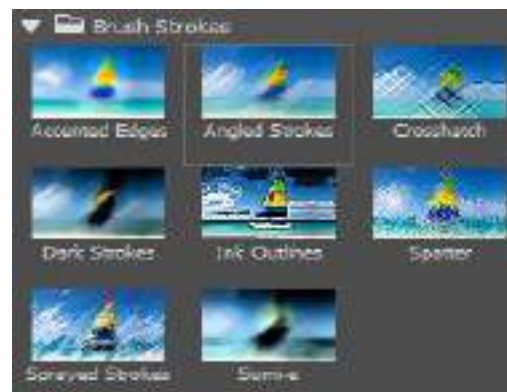 Brush Strokes
Accented Edges Angled Strokes Crosshatch
Dark Strokes Ink Outlines Spatter
Sprayed Strokes Sumi-e